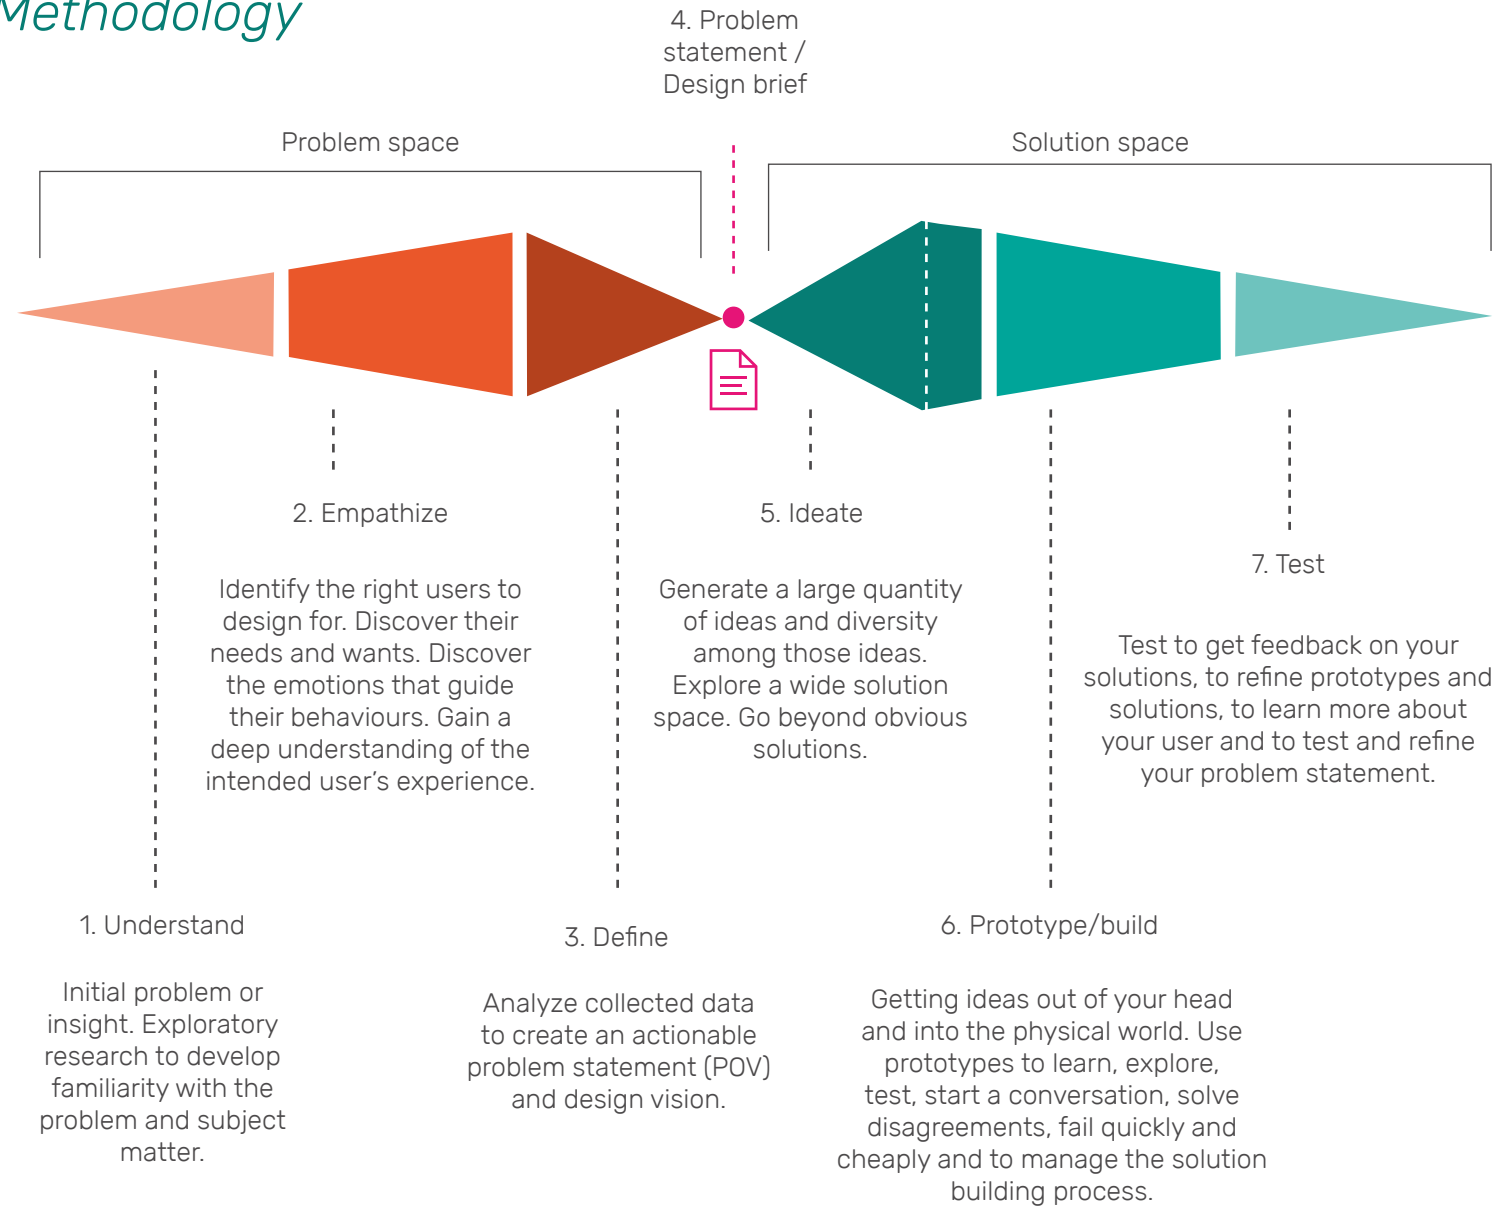 Methodology
4. Problem
statement /
Design brief
Problem space
Solution space
2. Empathize
Identify the right users to
design for. Discover their
needs and wants. Discover
the emotions that guide
their behaviours. Gain a
deep understanding of the
intended user's experience.
5. Ideate
Generate a large quantity
of ideas and diversity
among those ideas.
Explore a wide solution
space. Go beyond obvious
solutions.
7. Test
Test to get feedback on your
solutions, to refine prototypes and
solutions, to learn more about
your user and to test and refine
your problem statement.
1. Understand
Initial problem or
insight. Exploratory
research to develop
familiarity with the
problem and subject
matter.
3. Define
Analyze collected data
to create an actionable
problem statement (POV)
and design vision.
6. Prototype/build
Getting ideas out of your head
and into the physical world. Use
prototypes to learn, explore,
test, start a conversation, solve
disagreements, fail quickly and
cheaply and to manage the solution
building process.